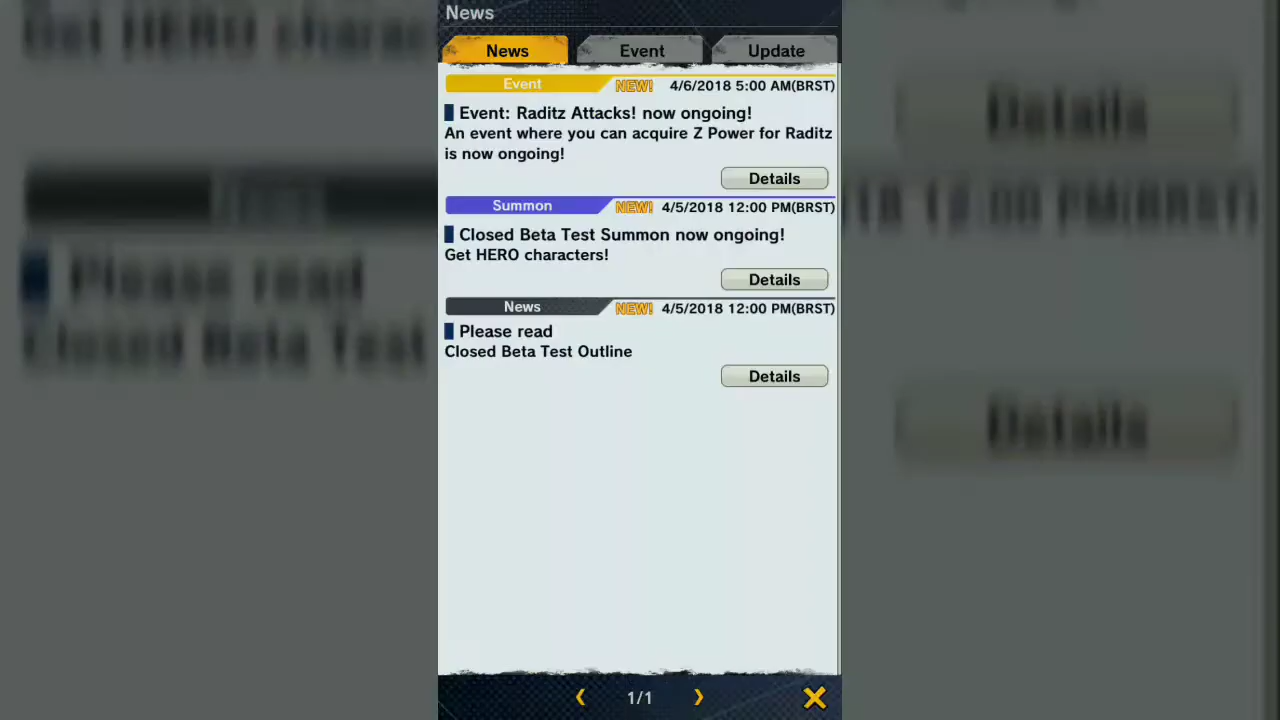 News
News Event Update
Event NEW! 4/6/2018 5:00 AM(BRST)
Event: Raditz Attacks! now ongoing!
An event where you can acquire Z Power for Raditz
is now ongoing!
Details
Summon NEW! 4/5/2018 12:00 PM(BRST)
Closed Beta Test Summon now ongoing!
Get HERO characters!
Details
News NEW! 4/5/2018 12:00 PM(BRST)
Please read
Closed Beta Test Outline
Details
1/1